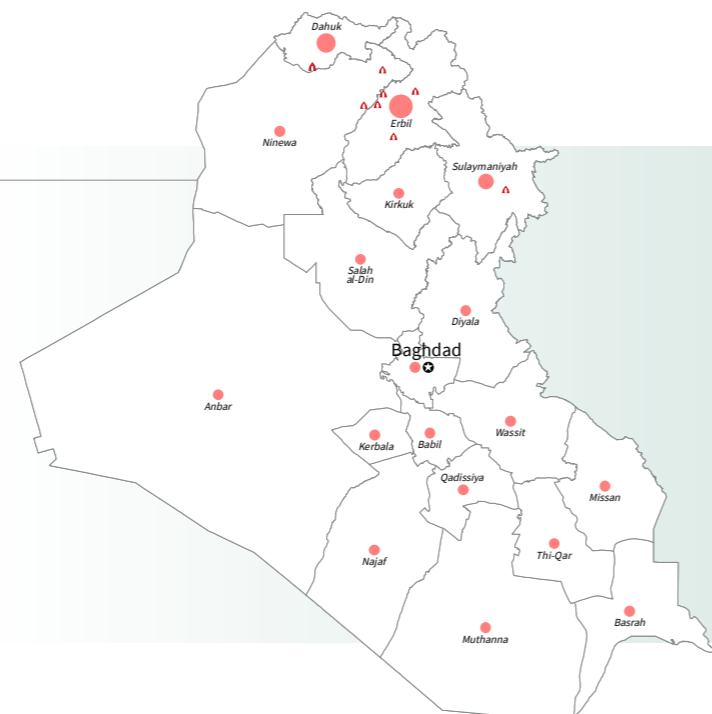 Dahuk
Erbil
Ninewa
Sulaymaniyah
Kirkuk
Salah
al-Din
Diyala
Baghdad
Anbar
Wassit
Kerbala
Babil
Qadissiya
Missan
Thi-Qar
Najaf
Basrah
Muthanna